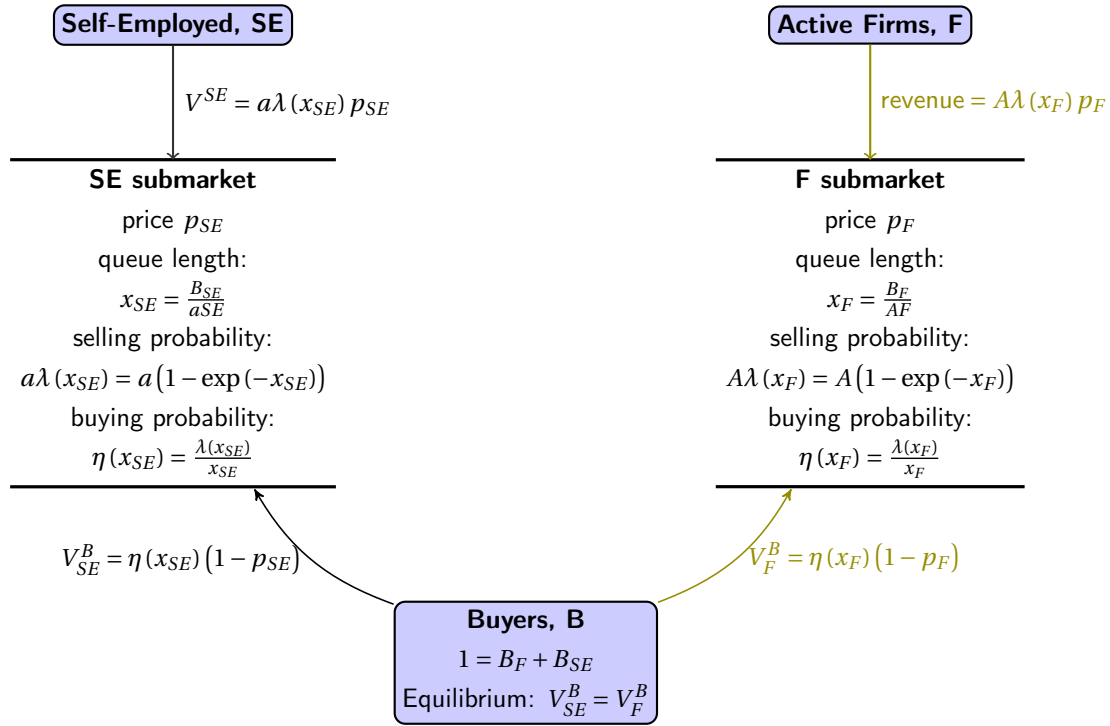 Self-Employed, SE
V^{SE} = aλ(x_{SE}) p_{SE}
SE submarket
price p_{SE}
queue length:
x_{SE} = \frac{B_{SE}}{aSE}
selling probability:
aλ(x_{SE}) = a(1 − exp(−x_{SE}))
buying probability:
η(x_{SE}) = \frac{λ(x_{SE})}{x_{SE}}
V^B_{SE} = η(x_{SE})(1 − p_{SE})
Active Firms, F
revenue = Aλ(x_F) p_F
F submarket
price p_F
queue length:
x_F = \frac{B_F}{AF}
selling probability:
Aλ(x_F) = A(1 − exp(−x_F))
buying probability:
η(x_F) = \frac{λ(x_F)}{x_F}
V^B_F = η(x_F)(1 − p_F)
Buyers, B
1 = B_F + B_{SE}
Equilibrium: V^B_{SE} = V^B_F